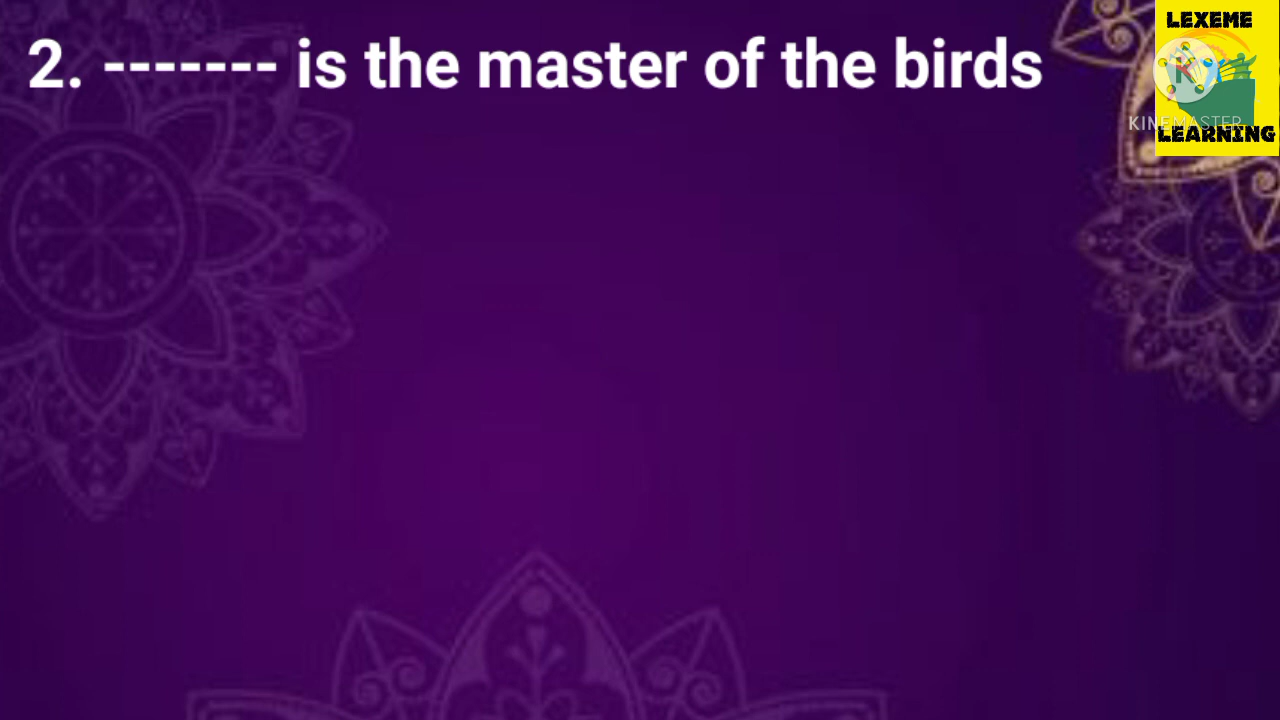 2. ------- is the master of the birds
LEXEME
KINEMASTER
LEARNING